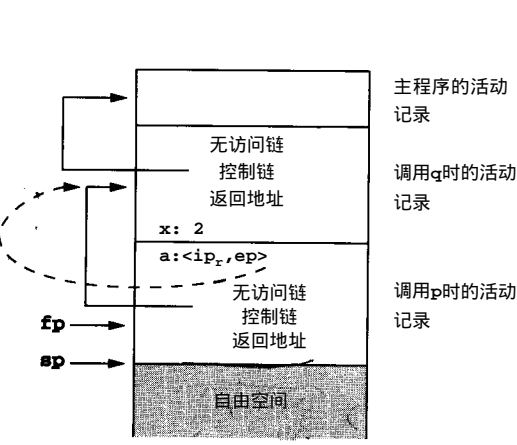 主程序的活动
记录
无访问链
控制链
返回地址
x: 2
调用q时的活动
记录
a:<ipr,ep>
无访问链
控制链
返回地址
调用p时的活动
记录
fp
sp
自由空间